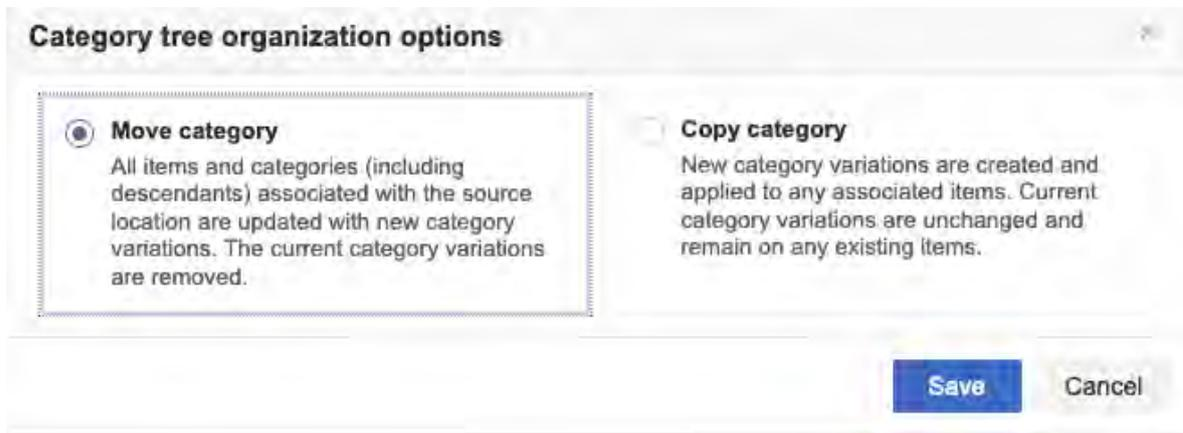 Category tree organization options
Move category
All items and categories (including
descendants) associated with the source
location are updated with new category
variations. The current category variations
are removed.
Copy category
New category variations are created and
applied to any associated items. Current
category variations are unchanged and
remain on any existing items.
Save
Cancel